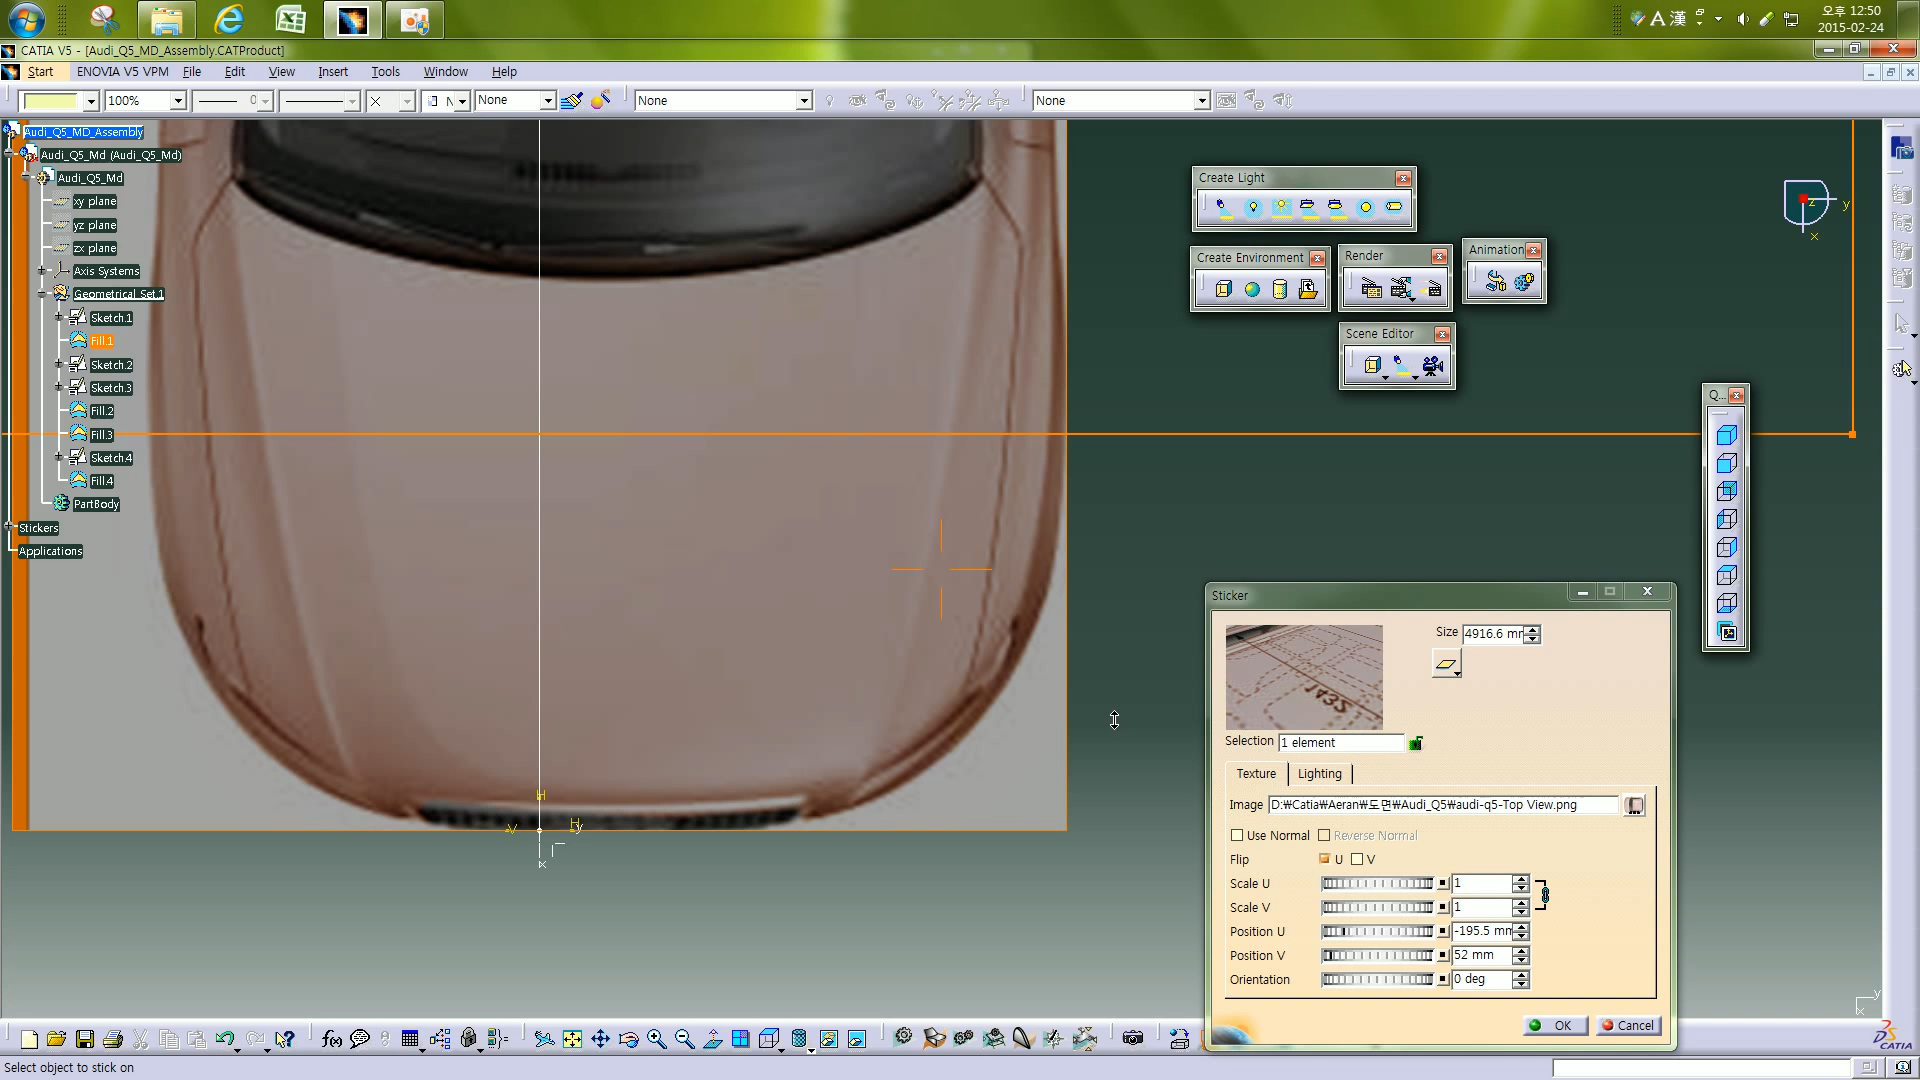 오후 12:50
A 漢
2015-02-24
CATIA V5 - [Audi_Q5_MD_Assembly.CATProduct]
Start ENOVIA V5 VPM File Edit View Insert Tools Window Help
100% 0 None None None
Audi_Q5_MD_Assembly
Audi_Q5_Md (Audi_Q5_Md)
Audi_Q5_Md
xy plane
yz plane
zx plane
Axis Systems
Geometrical Set.1
Sketch.1
Fill.1
Sketch.2
Sketch.3
Fill.2
Fill.3
Sketch.4
Fill.4
PartBody
Stickers
Applications
Create Light
Create Environment
Render
Animation
Scene Editor
z y
x
Q...
H
V H y
x
Sticker
Size 4916.6 mm
1432
Selection 1 element
Texture Lighting
Image D:₩Catia₩Aeran₩도면₩Audi_Q5₩audi-q5-Top View.png
Use Normal Reverse Normal
Flip U V
Scale U 1
Scale V 1
Position U -195.5 mm
Position V 52 mm
Orientation 0 deg
OK Cancel
y
x
f(x)
CATIA
Select object to stick on